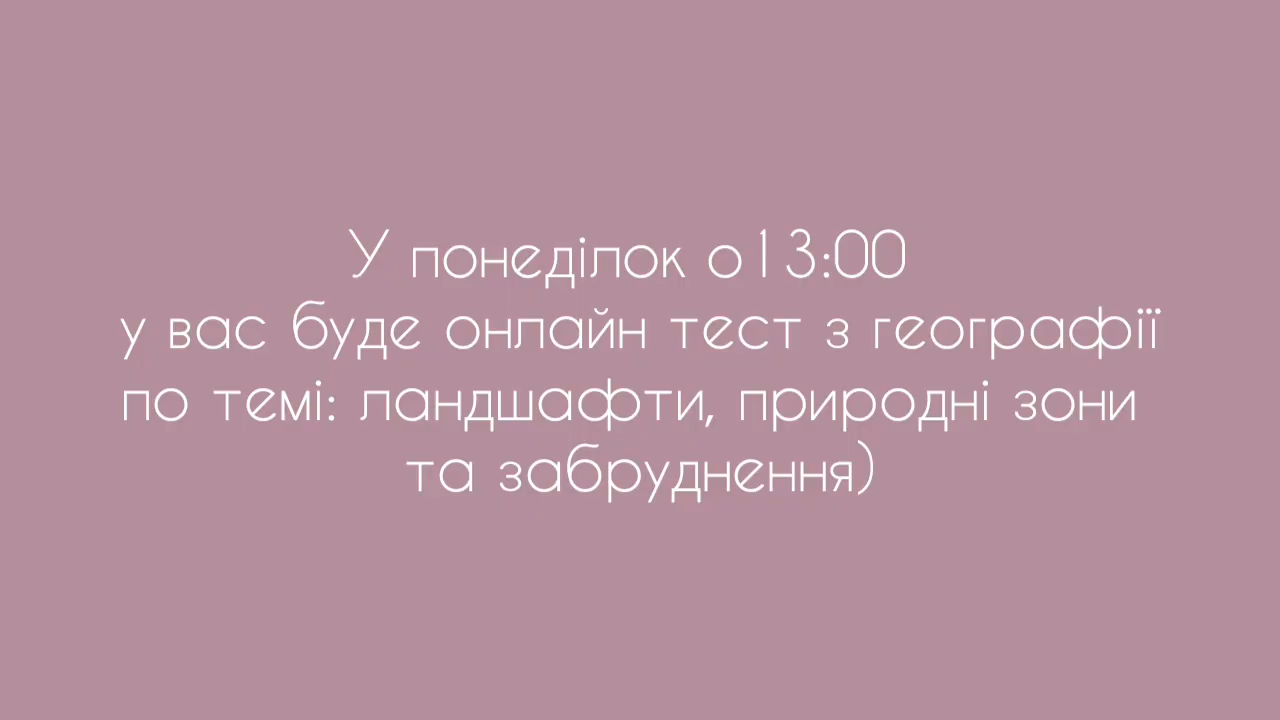 У понеділок о13:00
у вас буде онлайн тест з географії
по темі: ландшафти, природні зони
та забруднення)